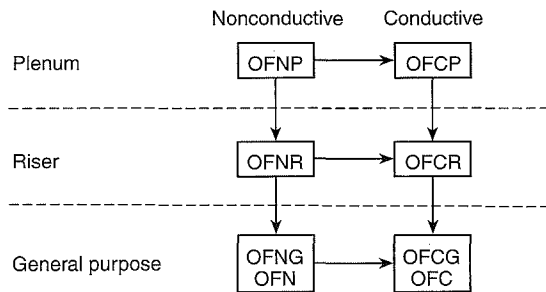 Nonconductive Conductive
Plenum OFNP OFCP
Riser OFNR OFCR
General purpose OFNG OFCG
OFN OFC